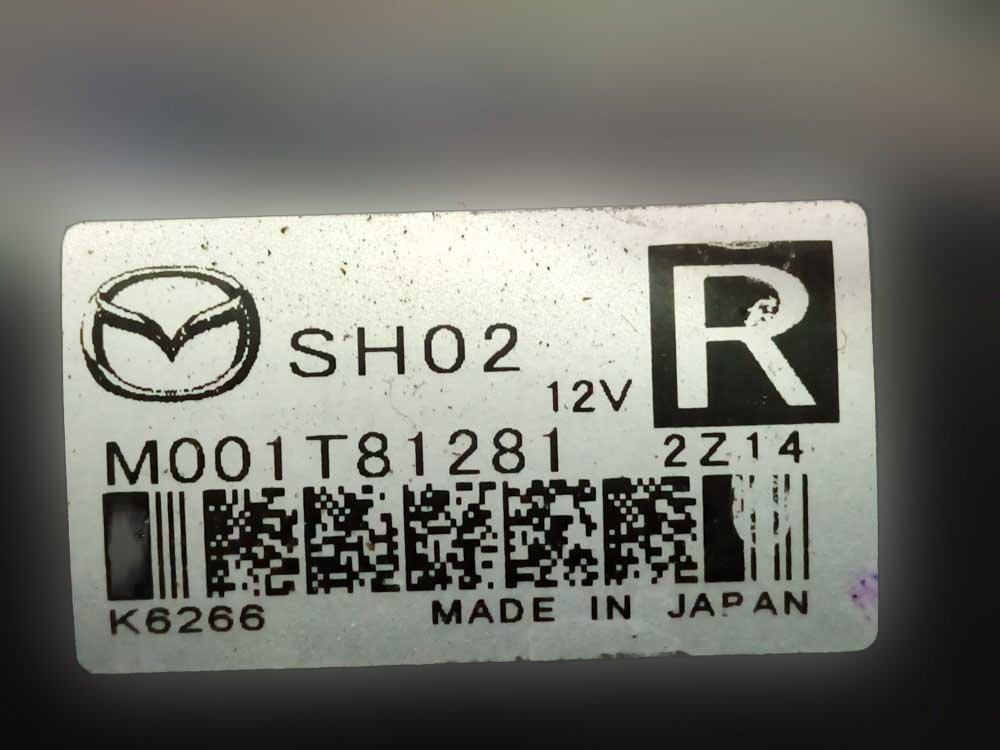 SH02
R
12V
M001T81281 2Z14
K6266 MADE IN JAPAN